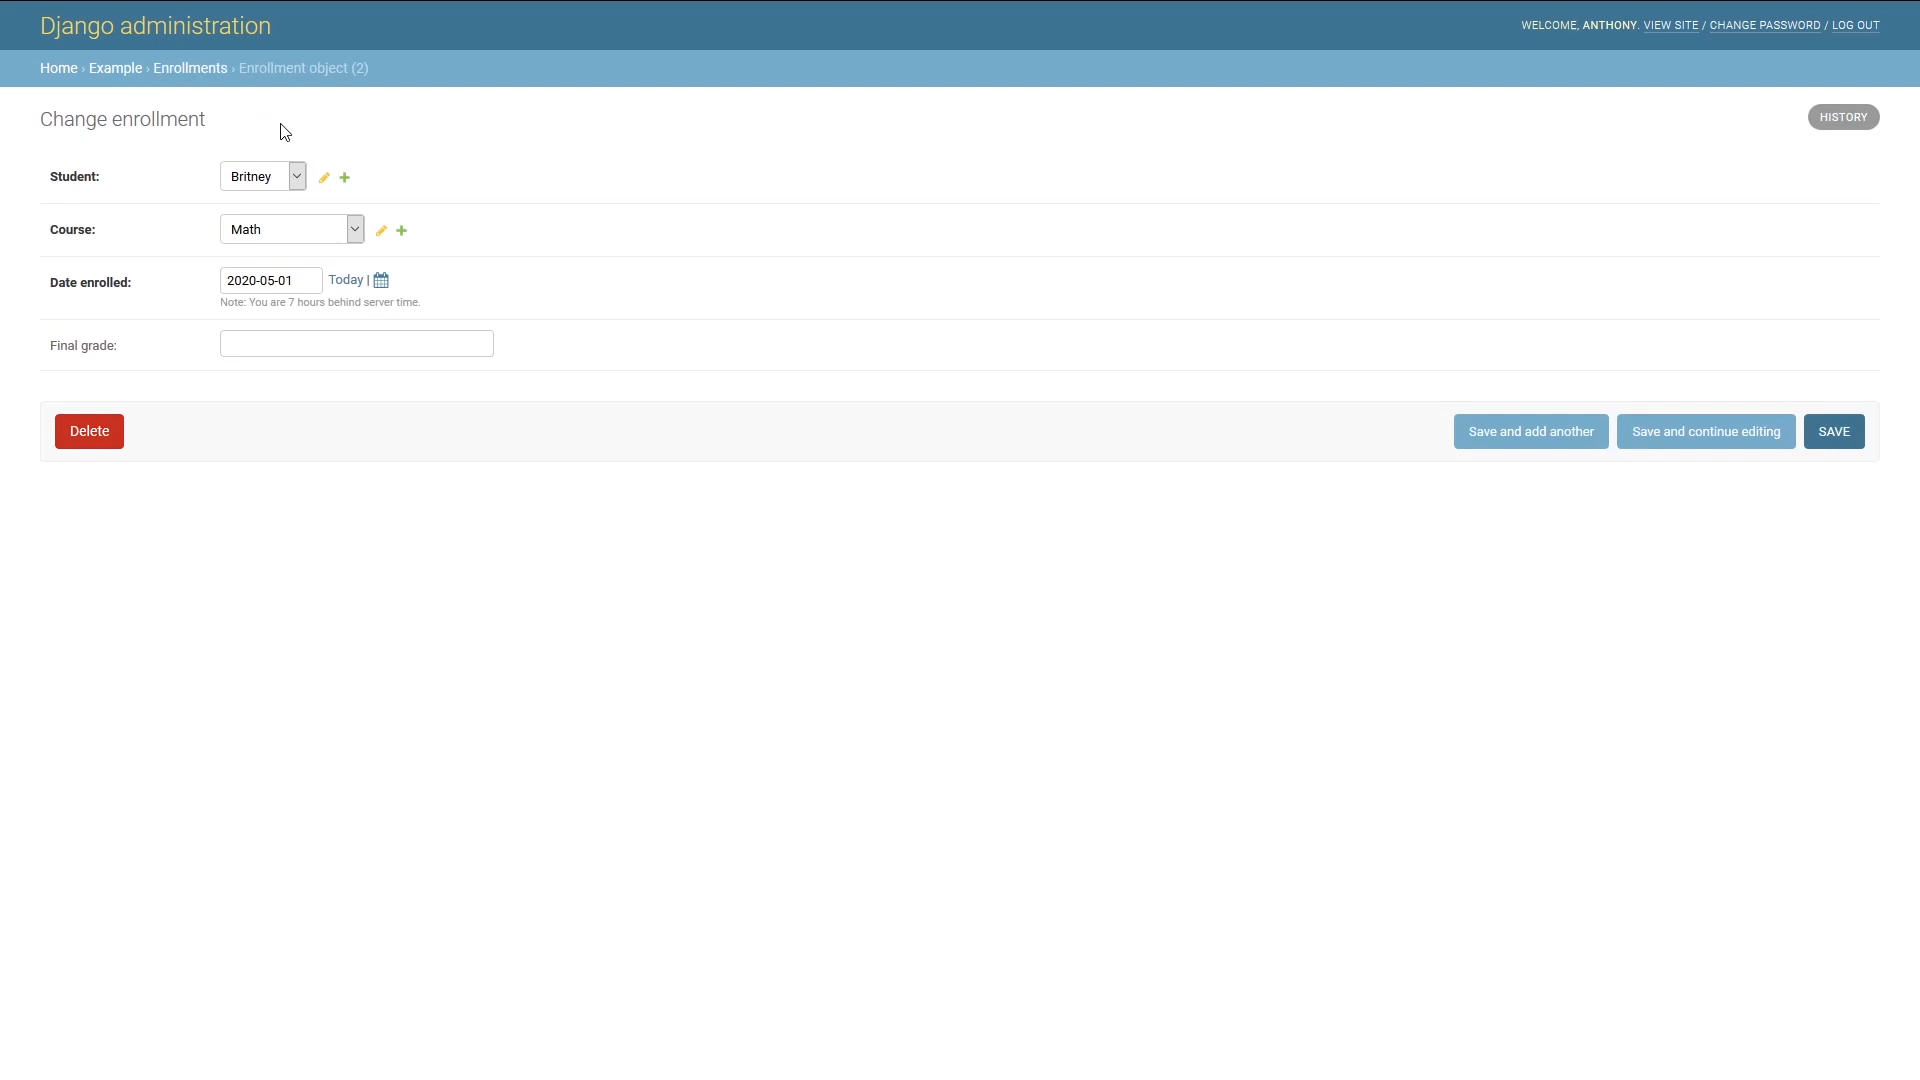 Django administration
WELCOME, ANTHONY. VIEW SITE / CHANGE PASSWORD / LOG OUT
Home › Example › Enrollments › Enrollment object (2)
Change enrollment
HISTORY
Student: Britney
Course: Math
Date enrolled: 2020-05-01 Today |
Note: You are 7 hours behind server time.
Final grade:
Delete Save and add another Save and continue editing SAVE